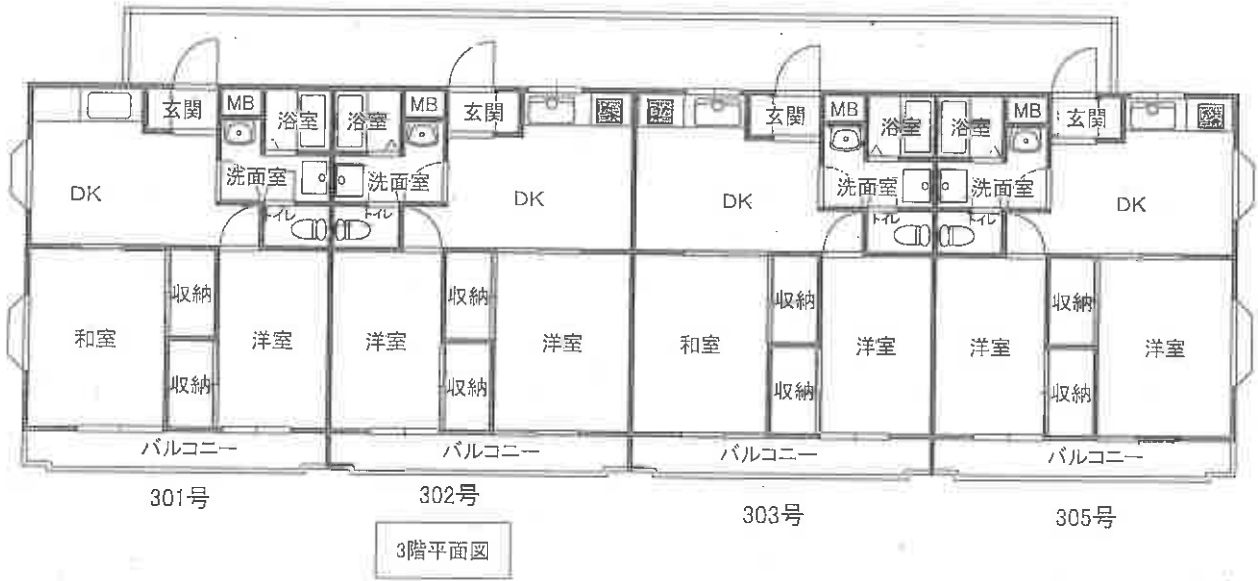 玄関
MB
浴室
浴室
MB
玄関
玄関
MB
浴室
浴室
MB
玄関
DK
洗面室
洗面室
DK
DK
洗面室
洗面室
DK
トイレ
トイレ
トイレ
トイレ
和室
収納
収納
洋室
洋室
収納
収納
洋室
和室
収納
収納
洋室
洋室
収納
収納
洋室
バルコニー
バルコニー
バルコニー
バルコニー
301号
302号
303号
305号
3階平面図